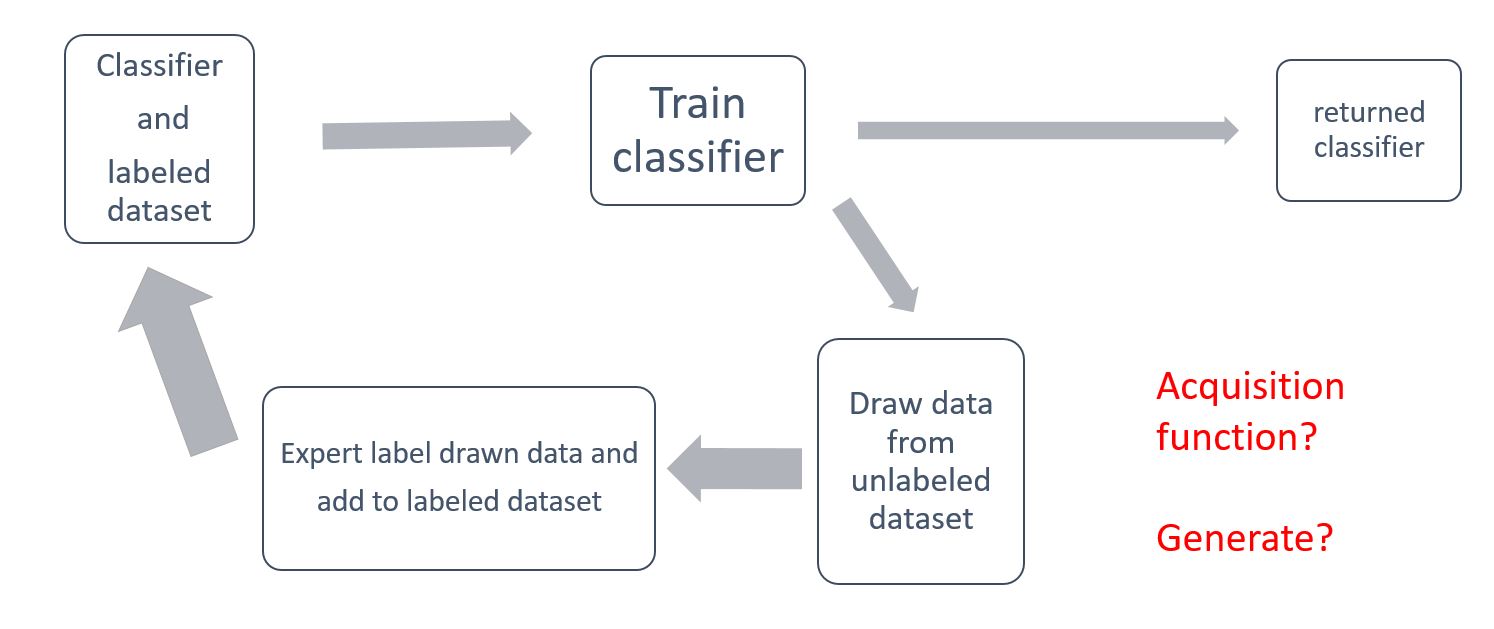 Classifier
and
labeled
dataset
Train
classifier
returned
classifier
Draw data
from
unlabeled
dataset
Expert label drawn data and
add to labeled dataset
Acquisition
function?
Generate?